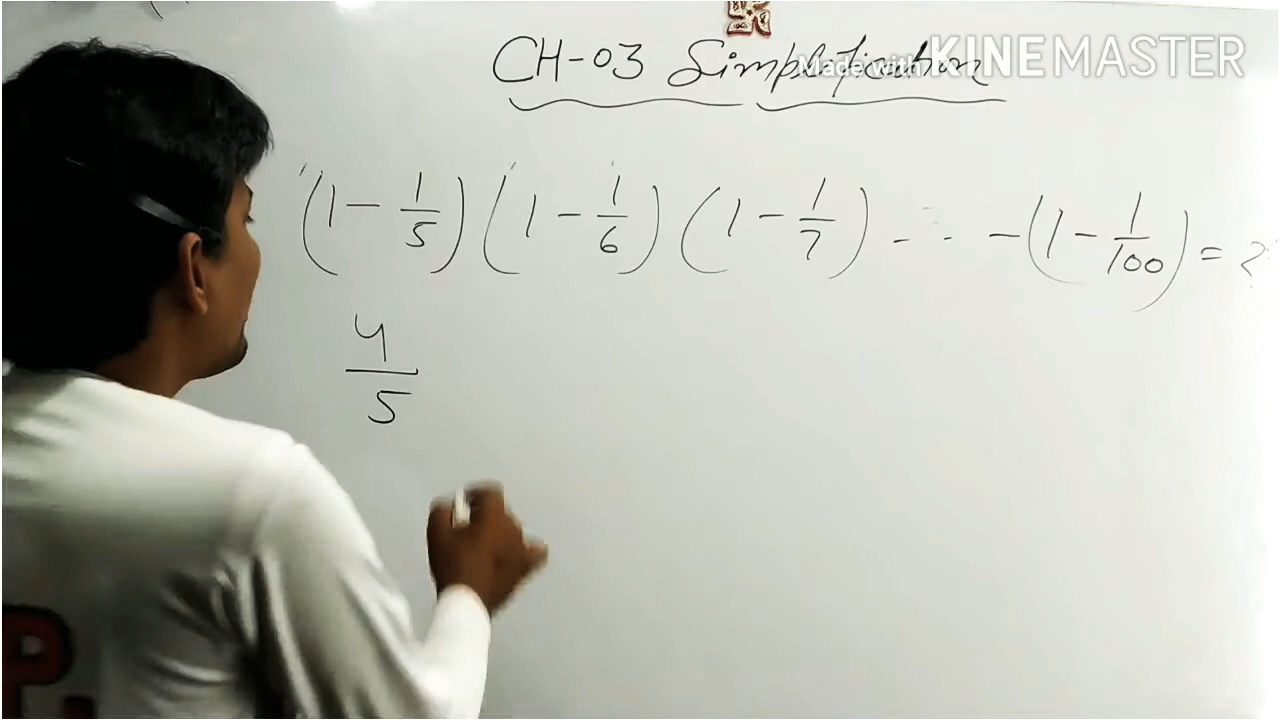 CH-03 Simplification
Made with KINEMASTER
(1 - 1/5) (1 - 1/6) (1 - 1/7) - - - - (1 - 1/100) = ?
4/5
P.